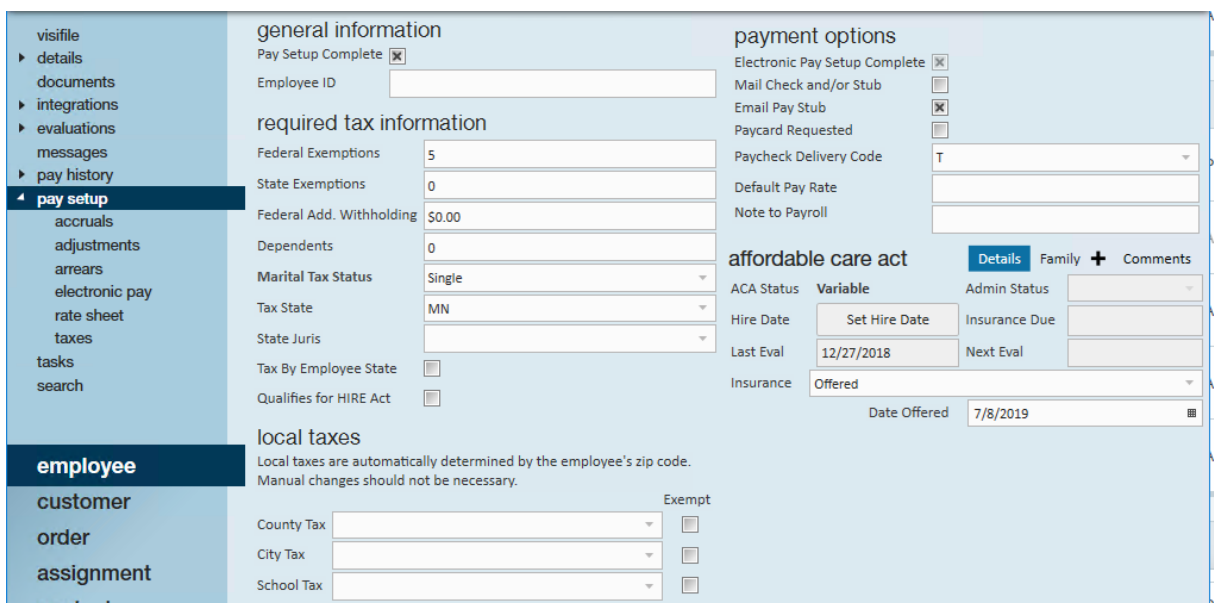 visifile
details
documents
integrations
evaluations
messages
pay history
pay setup
accruals
adjustments
arrears
electronic pay
rate sheet
taxes
tasks
search
employee
customer
order
assignment
general information
Pay Setup Complete
Employee ID
required tax information
Federal Exemptions 5
State Exemptions 0
Federal Add. Withholding $0.00
Dependents 0
Marital Tax Status Single
Tax State MN
State Juris
Tax By Employee State
Qualifies for HIRE Act
local taxes
Local taxes are automatically determined by the employee's zip code.
Manual changes should not be necessary.
Exempt
County Tax
City Tax
School Tax
payment options
Electronic Pay Setup Complete
Mail Check and/or Stub
Email Pay Stub
Paycard Requested
Paycheck Delivery Code T
Default Pay Rate
Note to Payroll
affordable care act Details Family Comments
ACA Status Variable Admin Status
Hire Date Set Hire Date Insurance Due
Last Eval 12/27/2018 Next Eval
Insurance Offered
Date Offered 7/8/2019